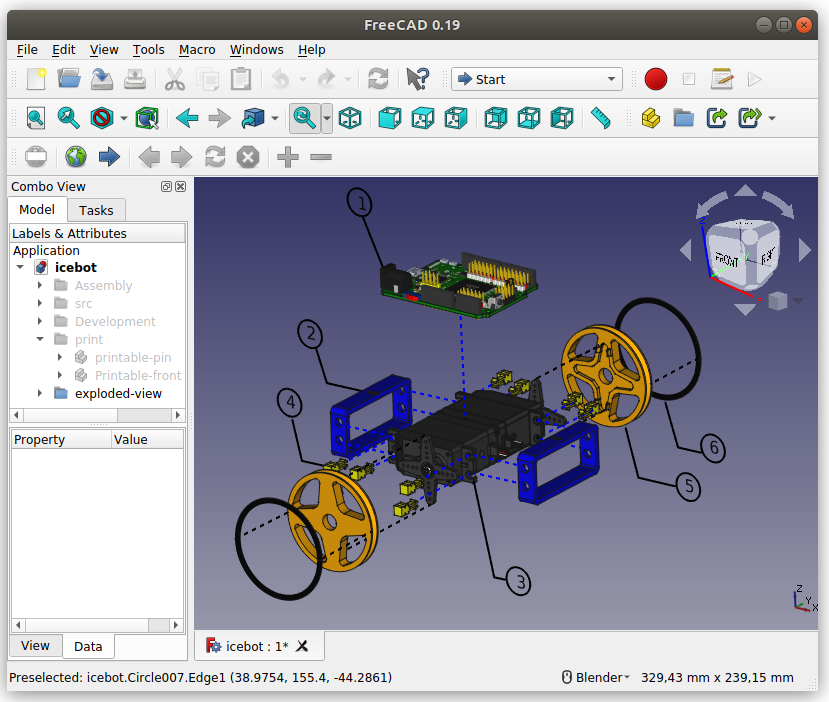 FreeCAD 0.19
File Edit View Tools Macro Windows Help
Start
Combo View
Model Tasks
Labels & Attributes
Application
icebot
Assembly
src
Development
print
printable-pin
Printable-front
exploded-view
Property Value
View Data
1
2
4
3
5
6
Z
FRONT
Z
Y
X
icebot : 1*
Preselected: icebot.Circle007.Edge1 (38.9754, 155.4, -44.2861)
Blender
329,43 mm x 239,15 mm